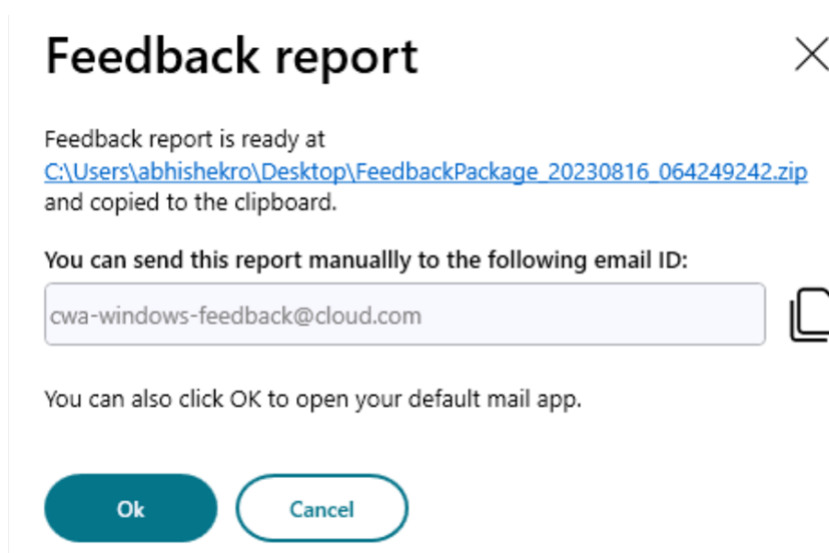 Feedback report
Feedback report is ready at
C:\Users\abhishekro\Desktop\FeedbackPackage_20230816_064249242.zip
and copied to the clipboard.
You can send this report manuallly to the following email ID:
cwa-windows-feedback@cloud.com
You can also click OK to open your default mail app.
Ok
Cancel